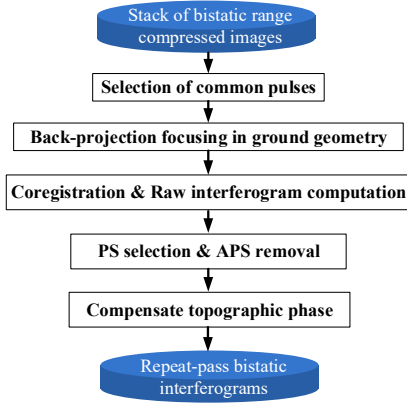 Stack of bistatic range
compressed images
Selection of common pulses
Back-projection focusing in ground geometry
Coregistration & Raw interferogram computation
PS selection & APS removal
Compensate topographic phase
Repeat-pass bistatic
interferograms